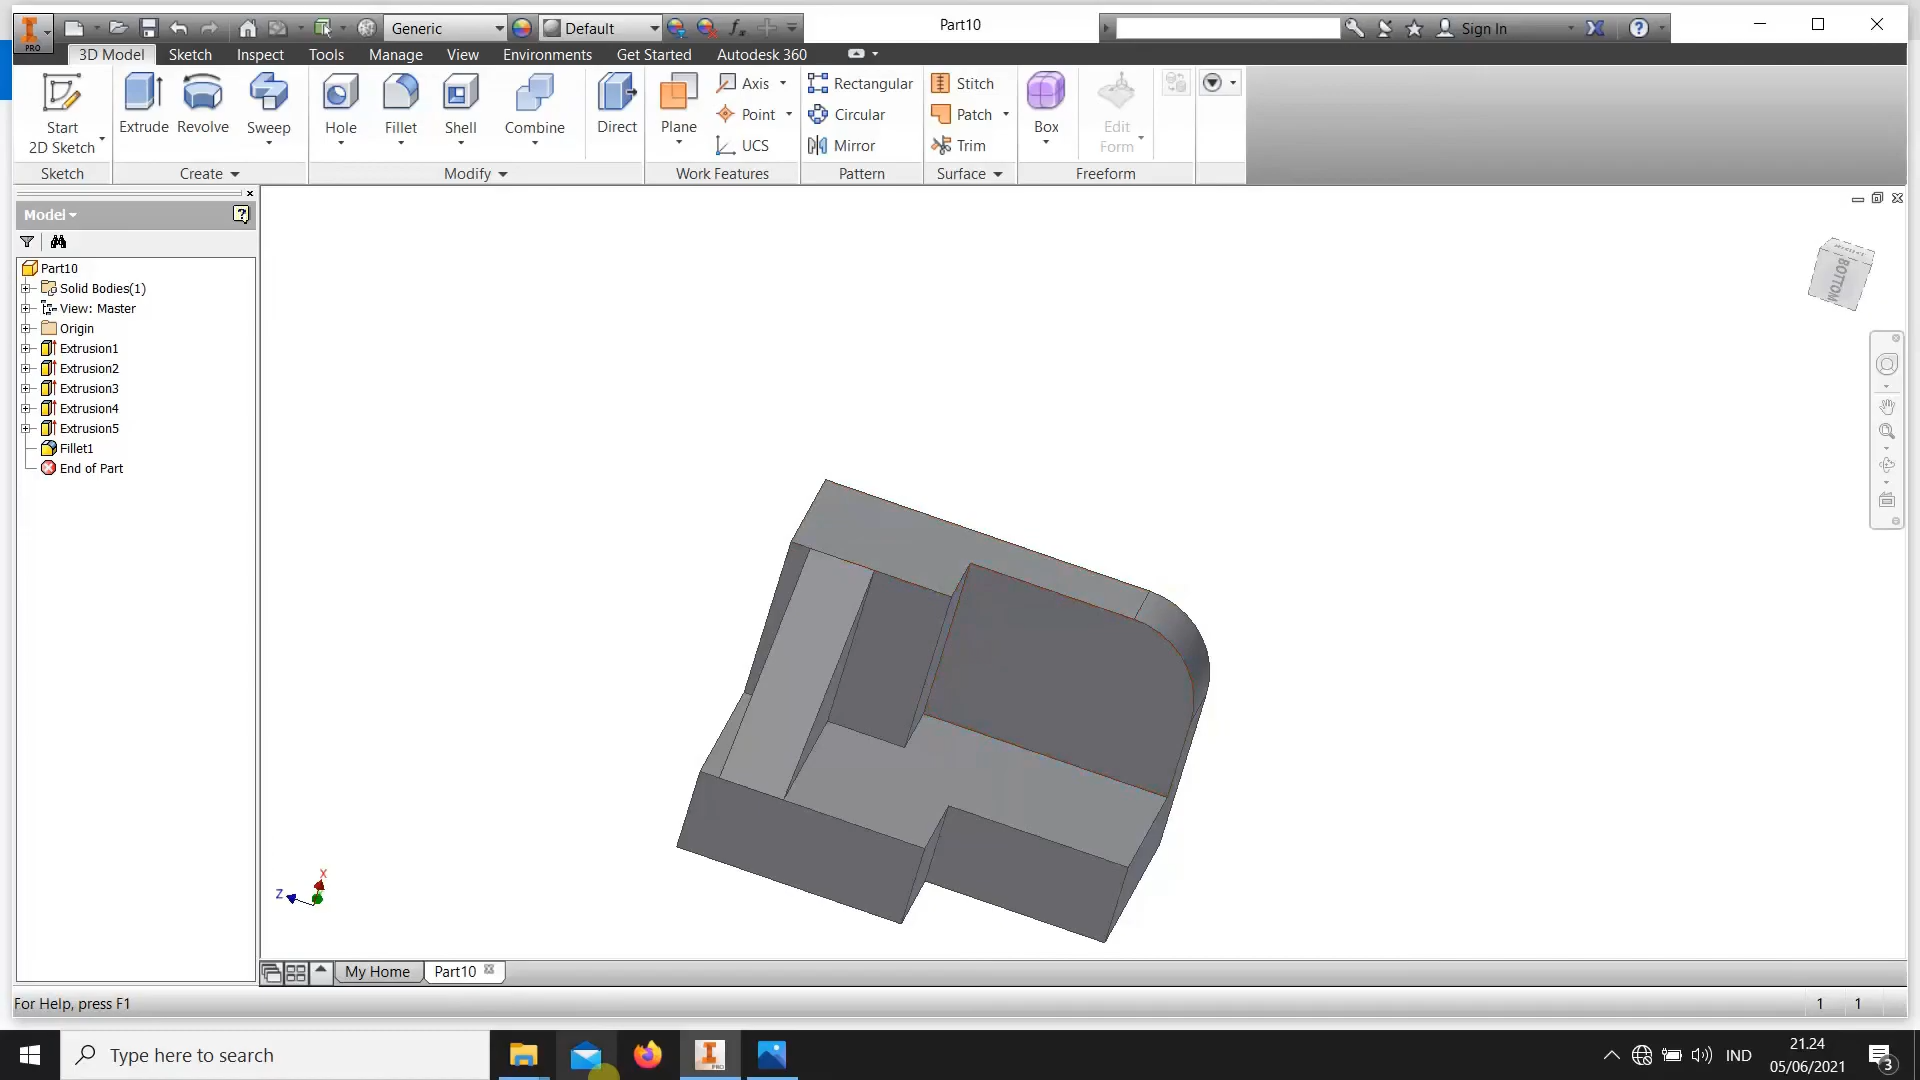 Generic
Default
Part10
Sign In
PRO
3D Model
Sketch
Inspect
Tools
Manage
View
Environments
Get Started
Autodesk 360
Start
2D Sketch
Extrude
Revolve
Sweep
Hole
Fillet
Shell
Combine
Direct
Plane
Axis
Point
UCS
Rectangular
Circular
Mirror
Stitch
Patch
Trim
Box
Edit
Form
Sketch
Create
Modify
Work Features
Pattern
Surface
Freeform
Model
Part10
Solid Bodies(1)
View: Master
Origin
Extrusion1
Extrusion2
Extrusion3
Extrusion4
Extrusion5
Fillet1
End of Part
BOTTOM
X
Z
My Home
Part10
For Help, press F1
1
1
Type here to search
PRO
IND
21.24
05/06/2021
3